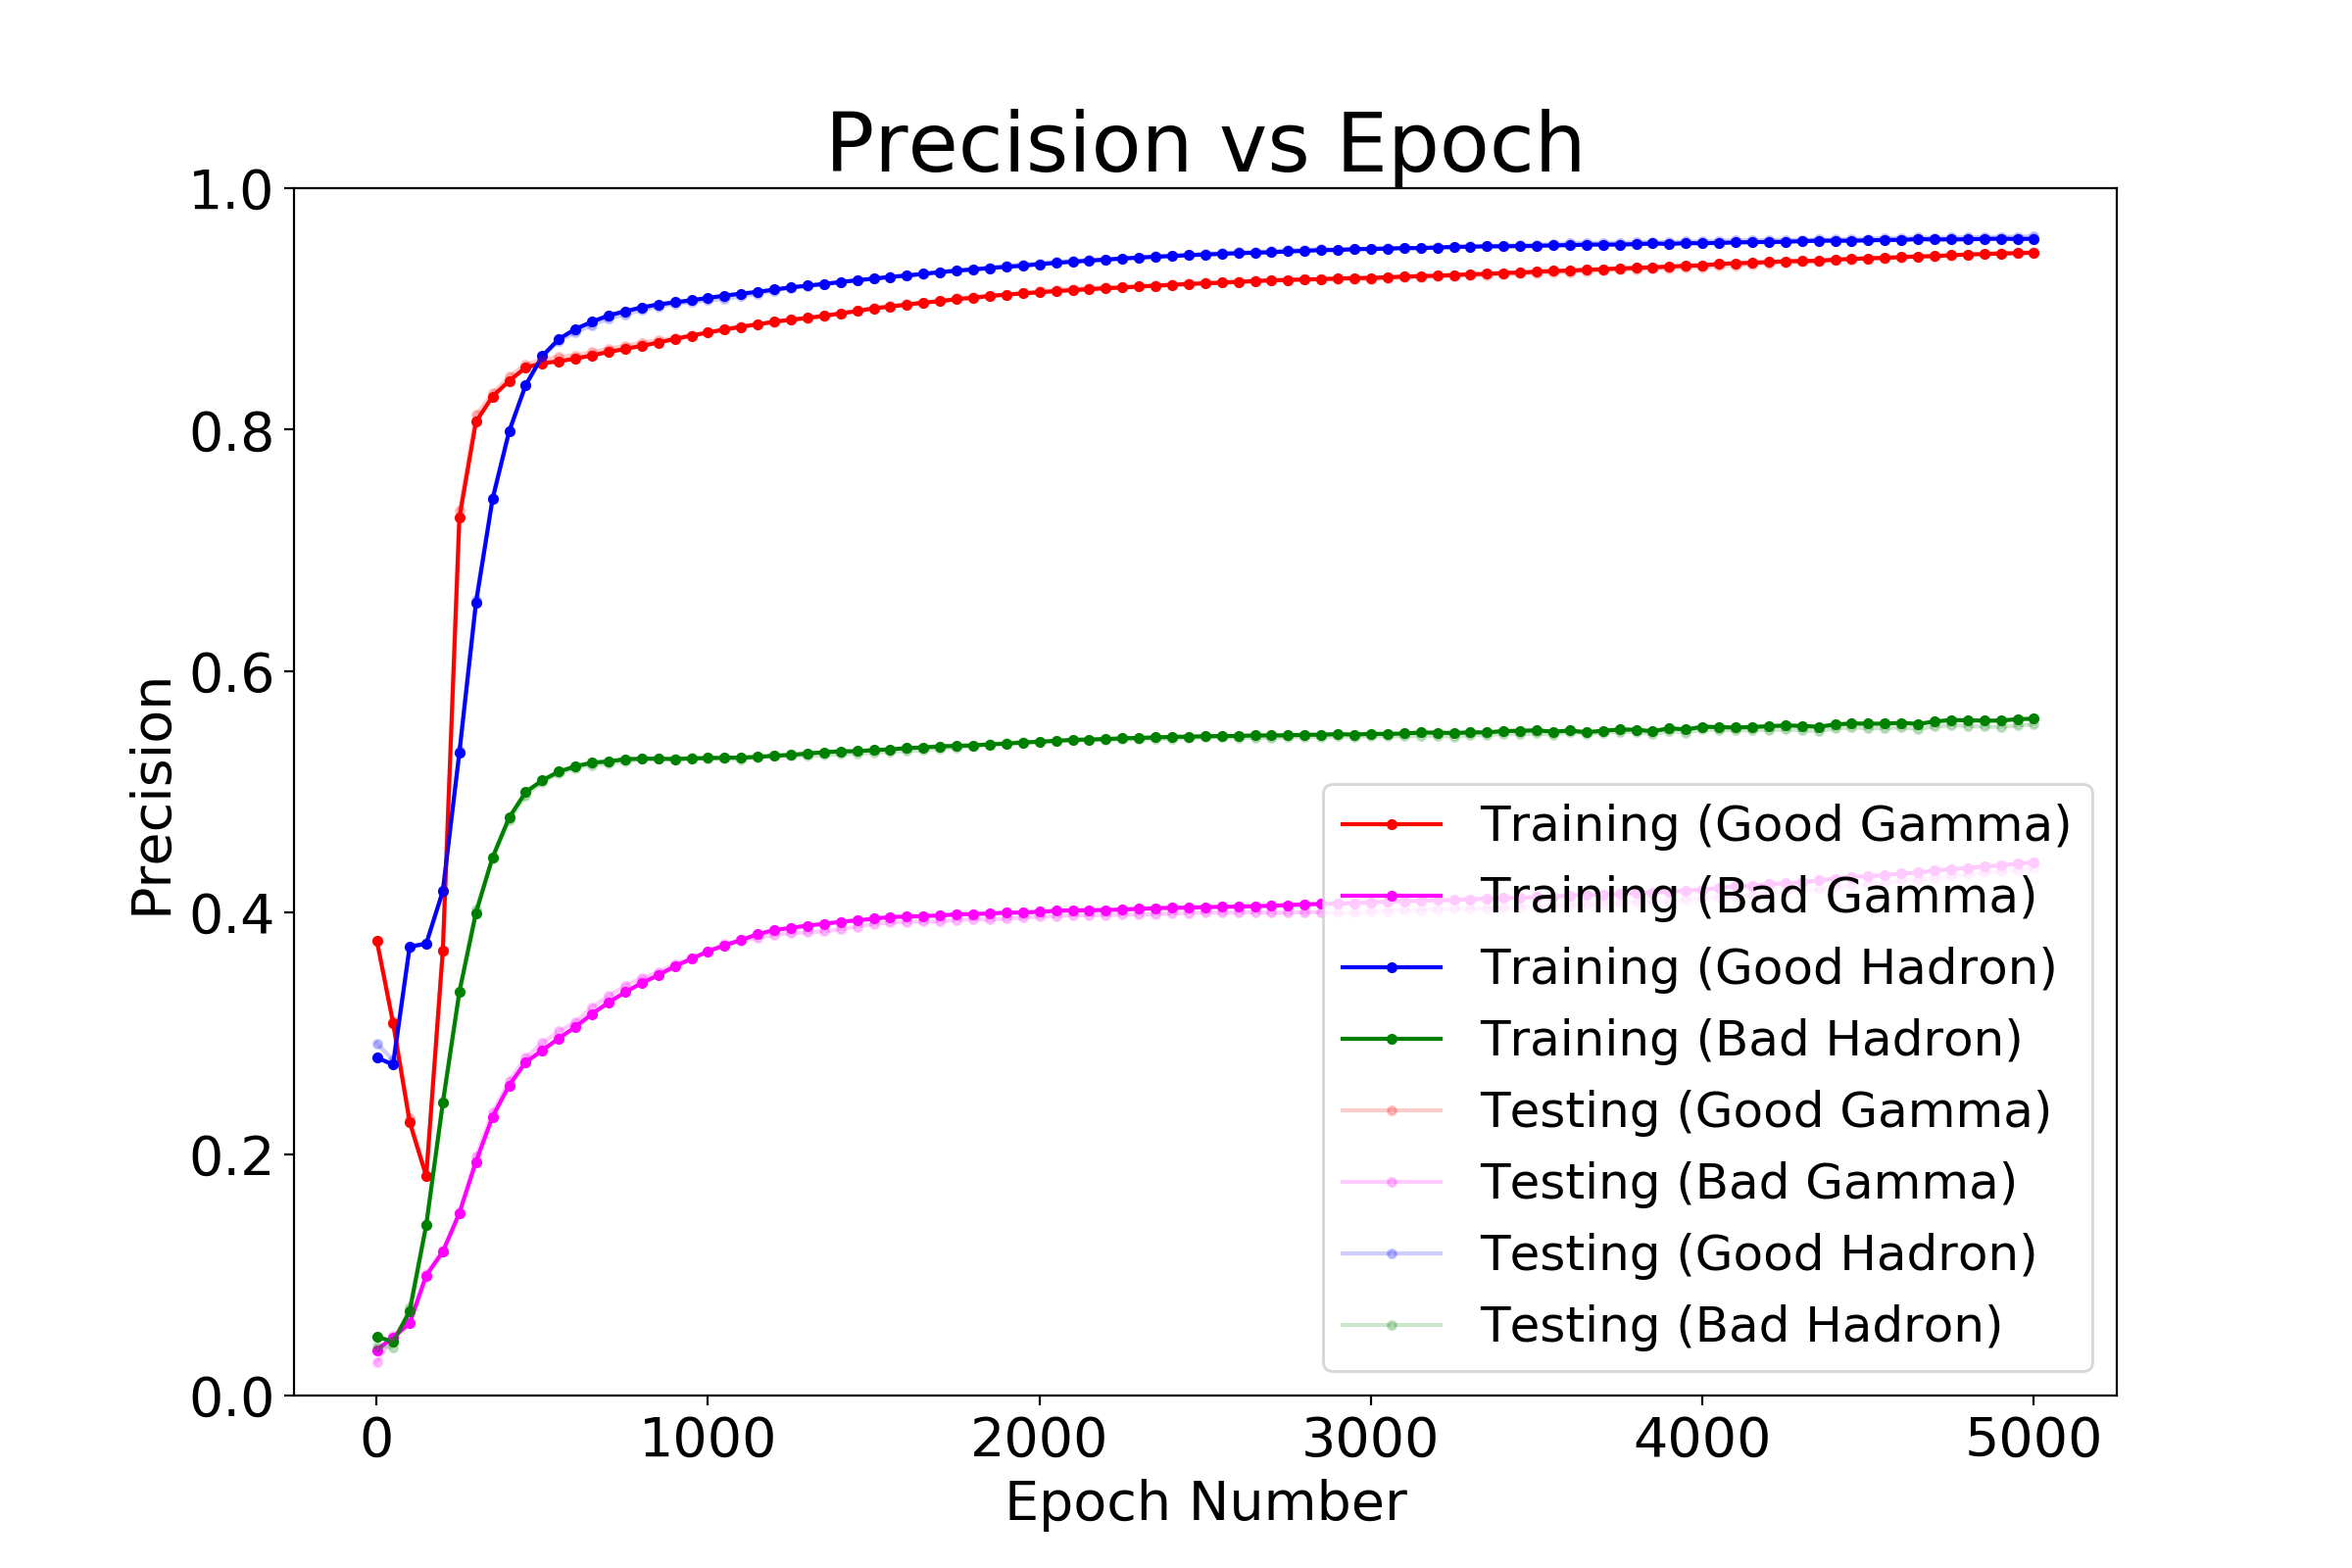 Precision vs Epoch
1.0
0.8
0.6
0.4
0.2
0.0
Precision
0 1000 2000 3000 4000 5000
Epoch Number
Training (Good Gamma)
Training (Bad Gamma)
Training (Good Hadron)
Training (Bad Hadron)
Testing (Good Gamma)
Testing (Bad Gamma)
Testing (Good Hadron)
Testing (Bad Hadron)